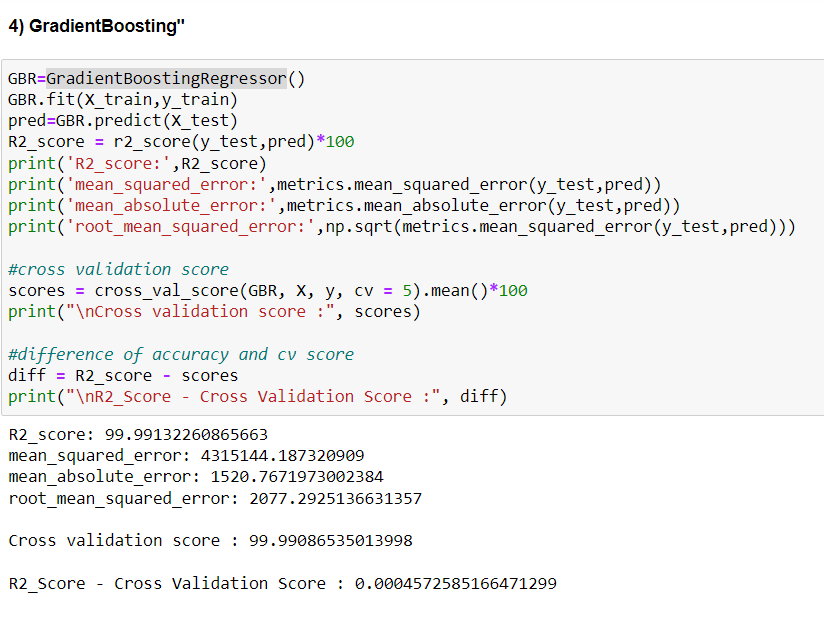 4) GradientBoosting"
GBR=GradientBoostingRegressor()
GBR.fit(X_train,y_train)
pred=GBR.predict(X_test)
R2_score = r2_score(y_test,pred)*100
print('R2_score:',R2_score)
print('mean_squared_error:',metrics.mean_squared_error(y_test,pred))
print('mean_absolute_error:',metrics.mean_absolute_error(y_test,pred))
print('root_mean_squared_error:',np.sqrt(metrics.mean_squared_error(y_test,pred)))
#cross validation score
scores = cross_val_score(GBR, X, y, cv = 5).mean()*100
print("\nCross validation score :", scores)
#difference of accuracy and cv score
diff = R2_score - scores
print("\nR2_Score - Cross Validation Score :", diff)
R2_score: 99.99132260865663
mean_squared_error: 4315144.187320909
mean_absolute_error: 1520.7671973002384
root_mean_squared_error: 2077.2925136631357
Cross validation score : 99.99086535013998
R2_Score - Cross Validation Score : 0.0004572585166471299